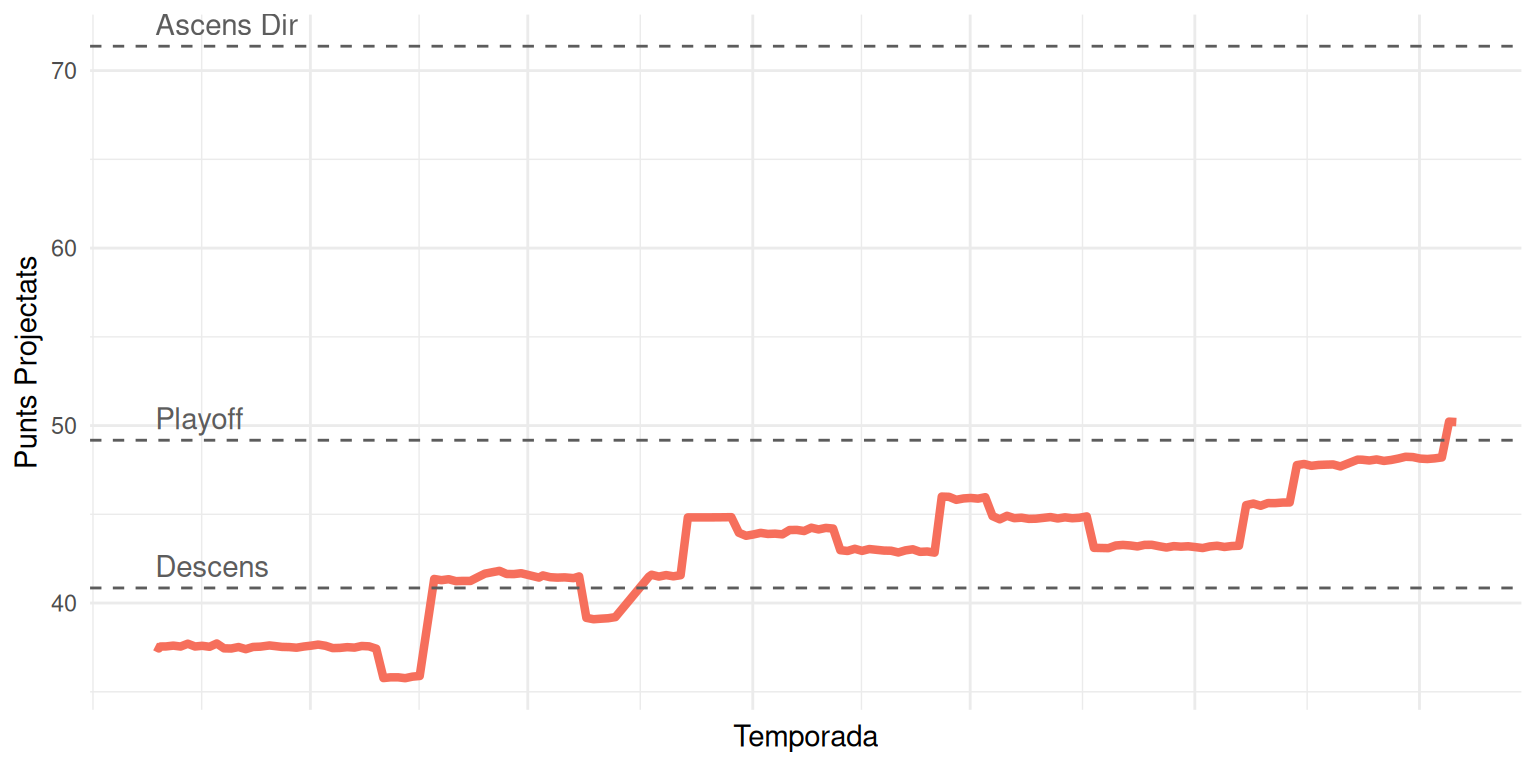 Ascens Dir
70
60
Punts Projectats
Playoff
50
Descens
40
Temporada